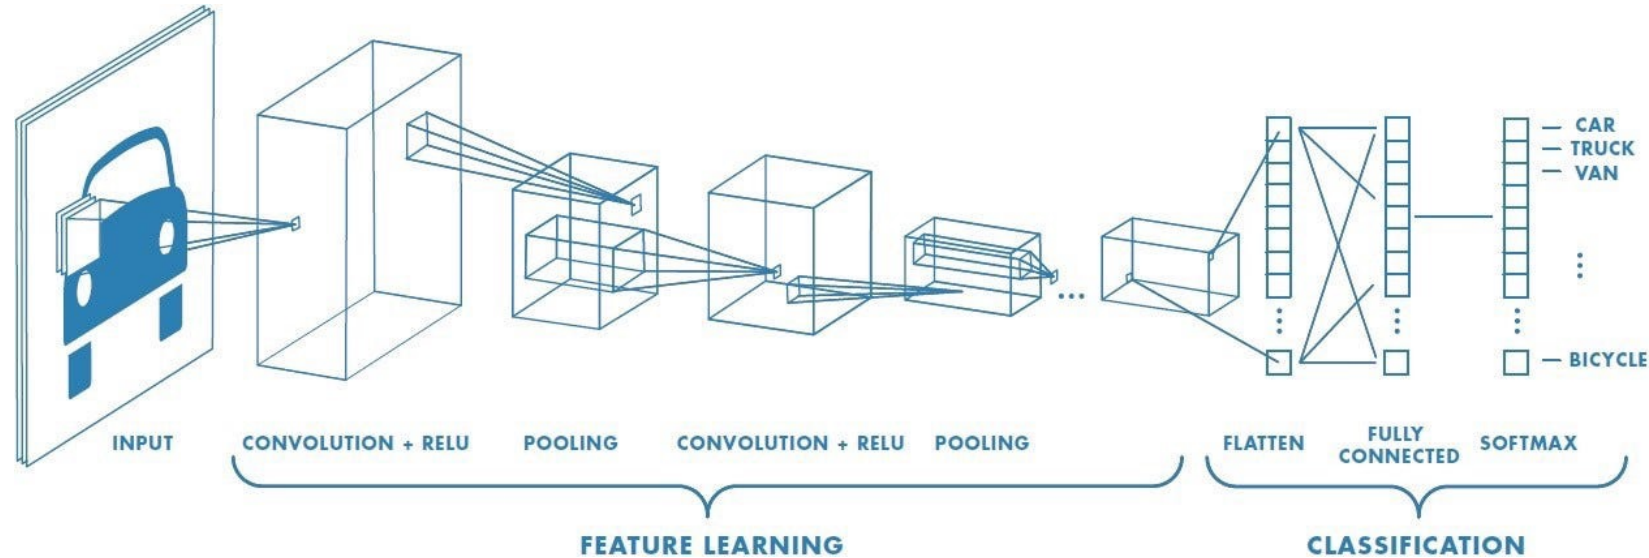 CAR
TRUCK
VAN
BICYCLE
INPUT
CONVOLUTION + RELU
POOLING
CONVOLUTION + RELU
POOLING
FLATTEN
FULLY
CONNECTED
SOFTMAX
FEATURE LEARNING
CLASSIFICATION